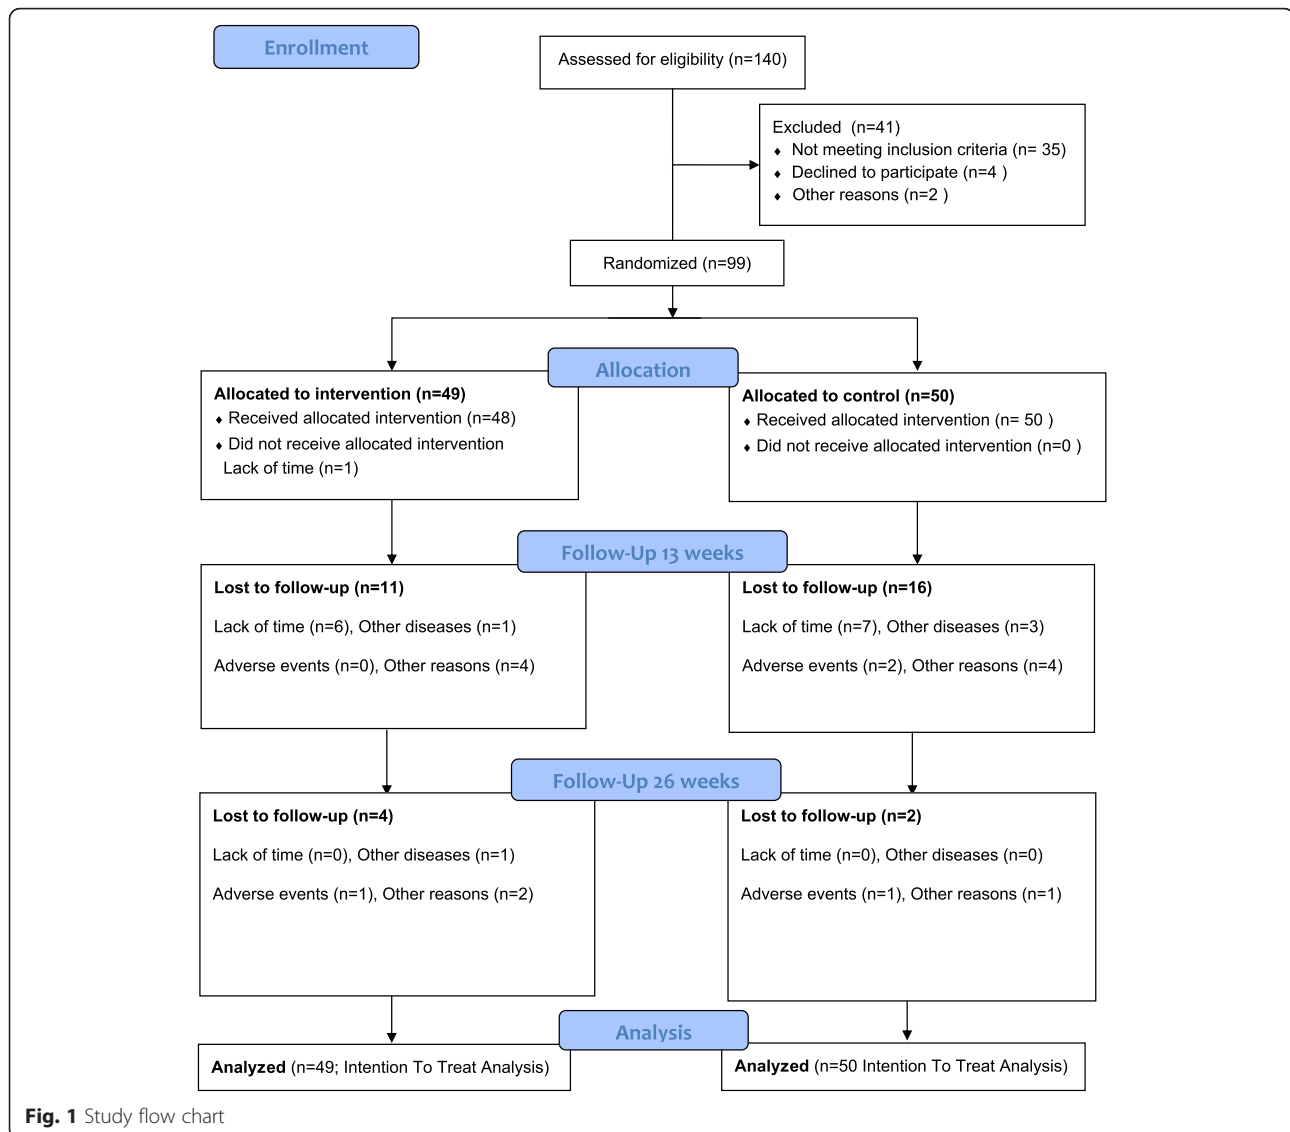 Enrollment
Assessed for eligibility (n=140)
Excluded (n=41)
♦ Not meeting inclusion criteria (n= 35)
♦ Declined to participate (n=4 )
♦ Other reasons (n=2 )
Randomized (n=99)
Allocation
Allocated to intervention (n=49)
♦ Received allocated intervention (n=48)
♦ Did not receive allocated intervention
Lack of time (n=1)
Allocated to control (n=50)
♦ Received allocated intervention (n= 50 )
♦ Did not receive allocated intervention (n=0 )
Follow-Up 13 weeks
Lost to follow-up (n=11)
Lack of time (n=6), Other diseases (n=1)
Adverse events (n=0), Other reasons (n=4)
Lost to follow-up (n=16)
Lack of time (n=7), Other diseases (n=3)
Adverse events (n=2), Other reasons (n=4)
Follow-Up 26 weeks
Lost to follow-up (n=4)
Lack of time (n=0), Other diseases (n=1)
Adverse events (n=1), Other reasons (n=2)
Lost to follow-up (n=2)
Lack of time (n=0), Other diseases (n=0)
Adverse events (n=1), Other reasons (n=1)
Analysis
Analyzed (n=49; Intention To Treat Analysis)
Analyzed (n=50 Intention To Treat Analysis)
Fig. 1 Study flow chart